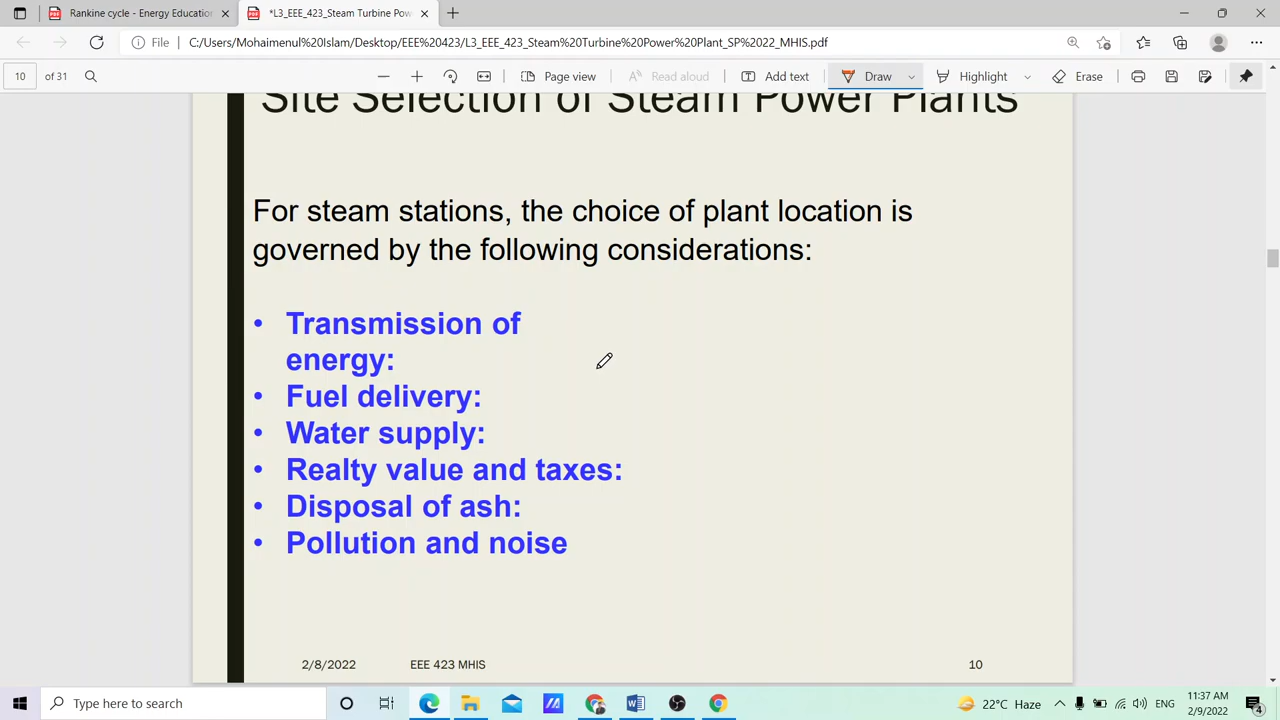 Rankine cycle - Energy Education
*L3_EEE_423_Steam Turbine Pow
File
C:/Users/Mohaimenul%20Islam/Desktop/EEE%20423/L3_EEE_423_Steam%20Turbine%20Power%20Plant_SP%2022_MHIS.pdf
10 of 31
Page view
Read aloud
Add text
Draw
Highlight
Erase
Site Selection of Steam Power Plants
For steam stations, the choice of plant location is
governed by the following considerations:
• Transmission of
energy:
• Fuel delivery:
• Water supply:
• Realty value and taxes:
• Disposal of ash:
• Pollution and noise
2/8/2022 EEE 423 MHIS 10
Type here to search
22°C Haze
ENG
11:37 AM
2/9/2022
4